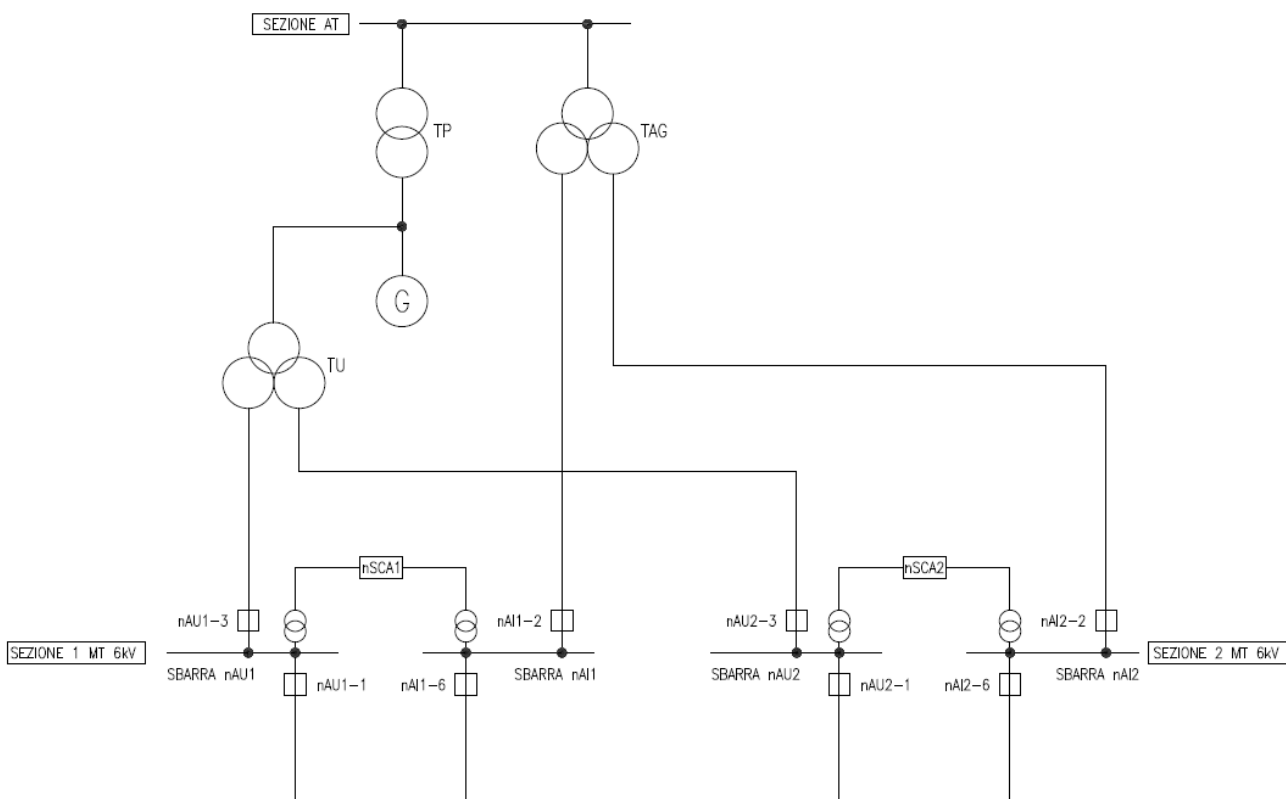 SEZIONE AT
TP
TAG
G
TU
nSCA1
nSCA2
nAU1-3
nAI1-2
nAU2-3
nAI2-2
SEZIONE 1 MT 6kV
SEZIONE 2 MT 6kV
SBARRA nAU1
nAU1-1
nAI1-6
SBARRA nAI1
SBARRA nAU2
nAU2-1
nAI2-6
SBARRA nAI2